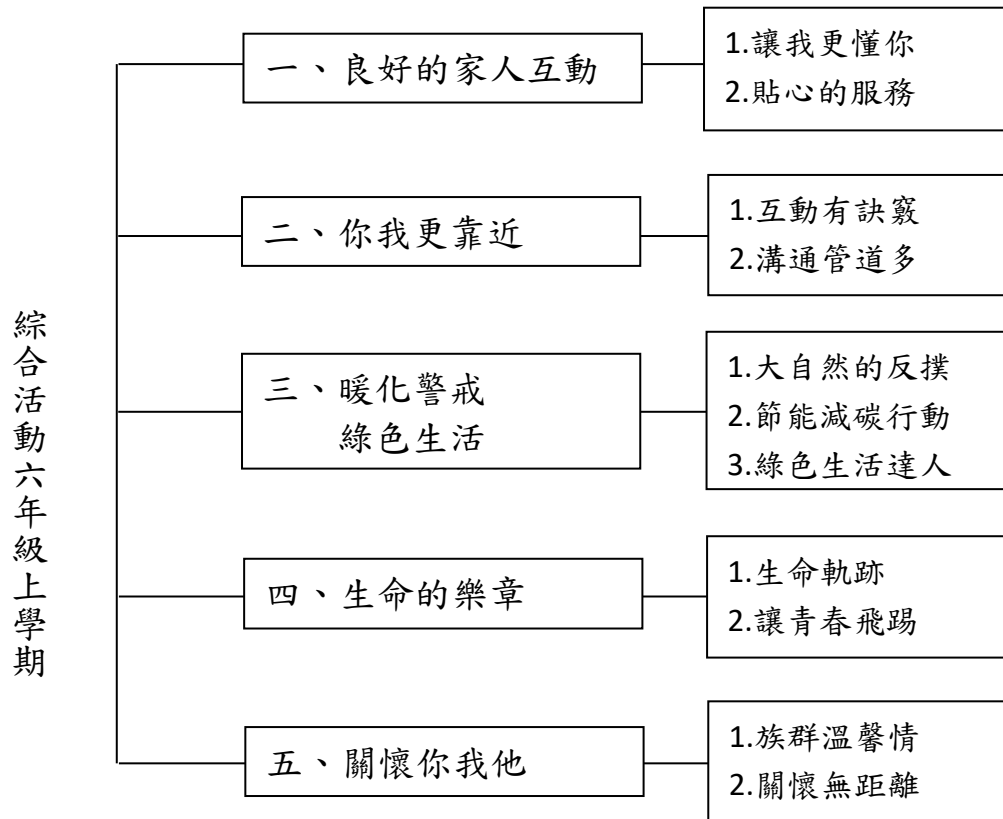 綜合活動六年級上學期
一、良好的家人互動
1.讓我更懂你
2.貼心的服務
二、你我更靠近
1.互動有訣竅
2.溝通管道多
三、暖化警戒
綠色生活
1.大自然的反撲
2.節能減碳行動
3.綠色生活達人
四、生命的樂章
1.生命軌跡
2.讓青春飛踢
五、關懷你我他
1.族群溫馨情
2.關懷無距離